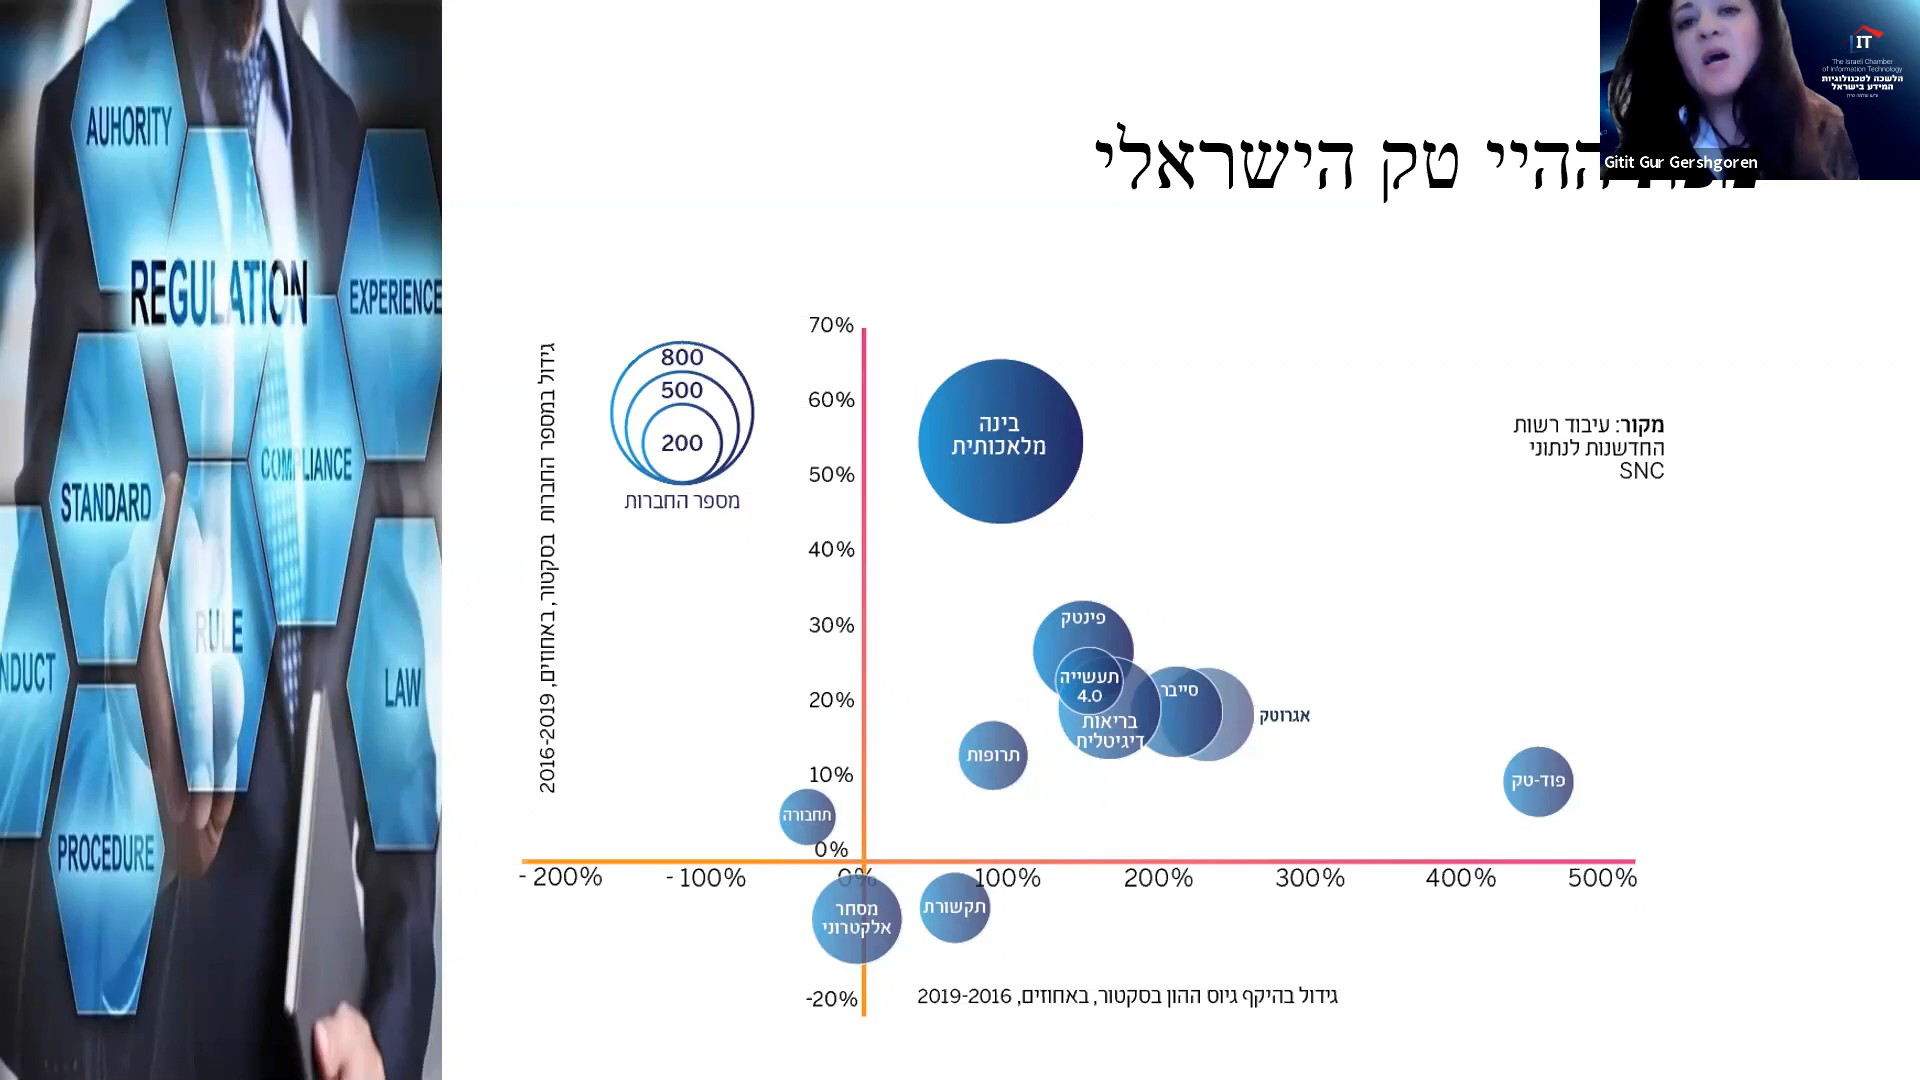 AUHORITY
REGULATION
EXPERIENCE
COMPLIANCE
STANDARD
RULE
NDUCT
LAW
PROCEDURE
IT
The Israeli Chamber
of Information Technology
הלשכה לטכנולוגיות
המידע בישראל
Gitit Gur Gershgoren
ההיי טק הישראלי
גידול במספר החברות בסקטור, באחוזים, 2016-2019
800
500
200
מספר החברות
70%
60%
50%
40%
30%
20%
10%
0%
-20%
בינה
מלאכותית
מקור: עיבוד רשות
החדשנות לנתוני
SNC
פינטק
תעשייה
4.0
בריאות
דיגיטלית
סייבר
אגרוטק
תרופות
פוד-טק
תחבורה
- 200%
- 100%
0%
100%
200%
300%
400%
500%
מסחר
אלקטרוני
תקשורת
גידול בהיקף גיוס ההון בסקטור, באחוזים, 2019-2016